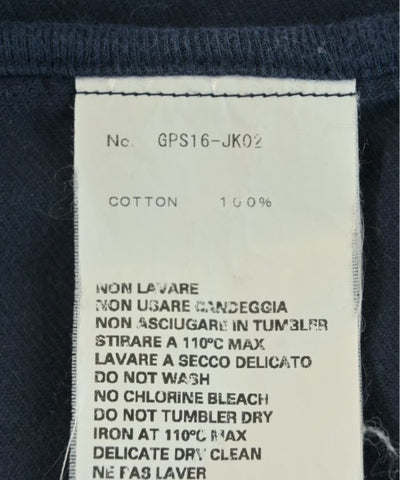 No. GPS16-JK02
COTTON 100%
NON LAVARE
NON USARE CANDEGGIA
NON ASCIUGARE IN TUMBLER
STIRARE A 110ºC MAX
LAVARE A SECCO DELICATO
DO NOT WASH
NO CHLORINE BLEACH
DO NOT TUMBLER DRY
IRON AT 110ºC MAX
DELICATE DRY CLEAN
NE PAS LAVER